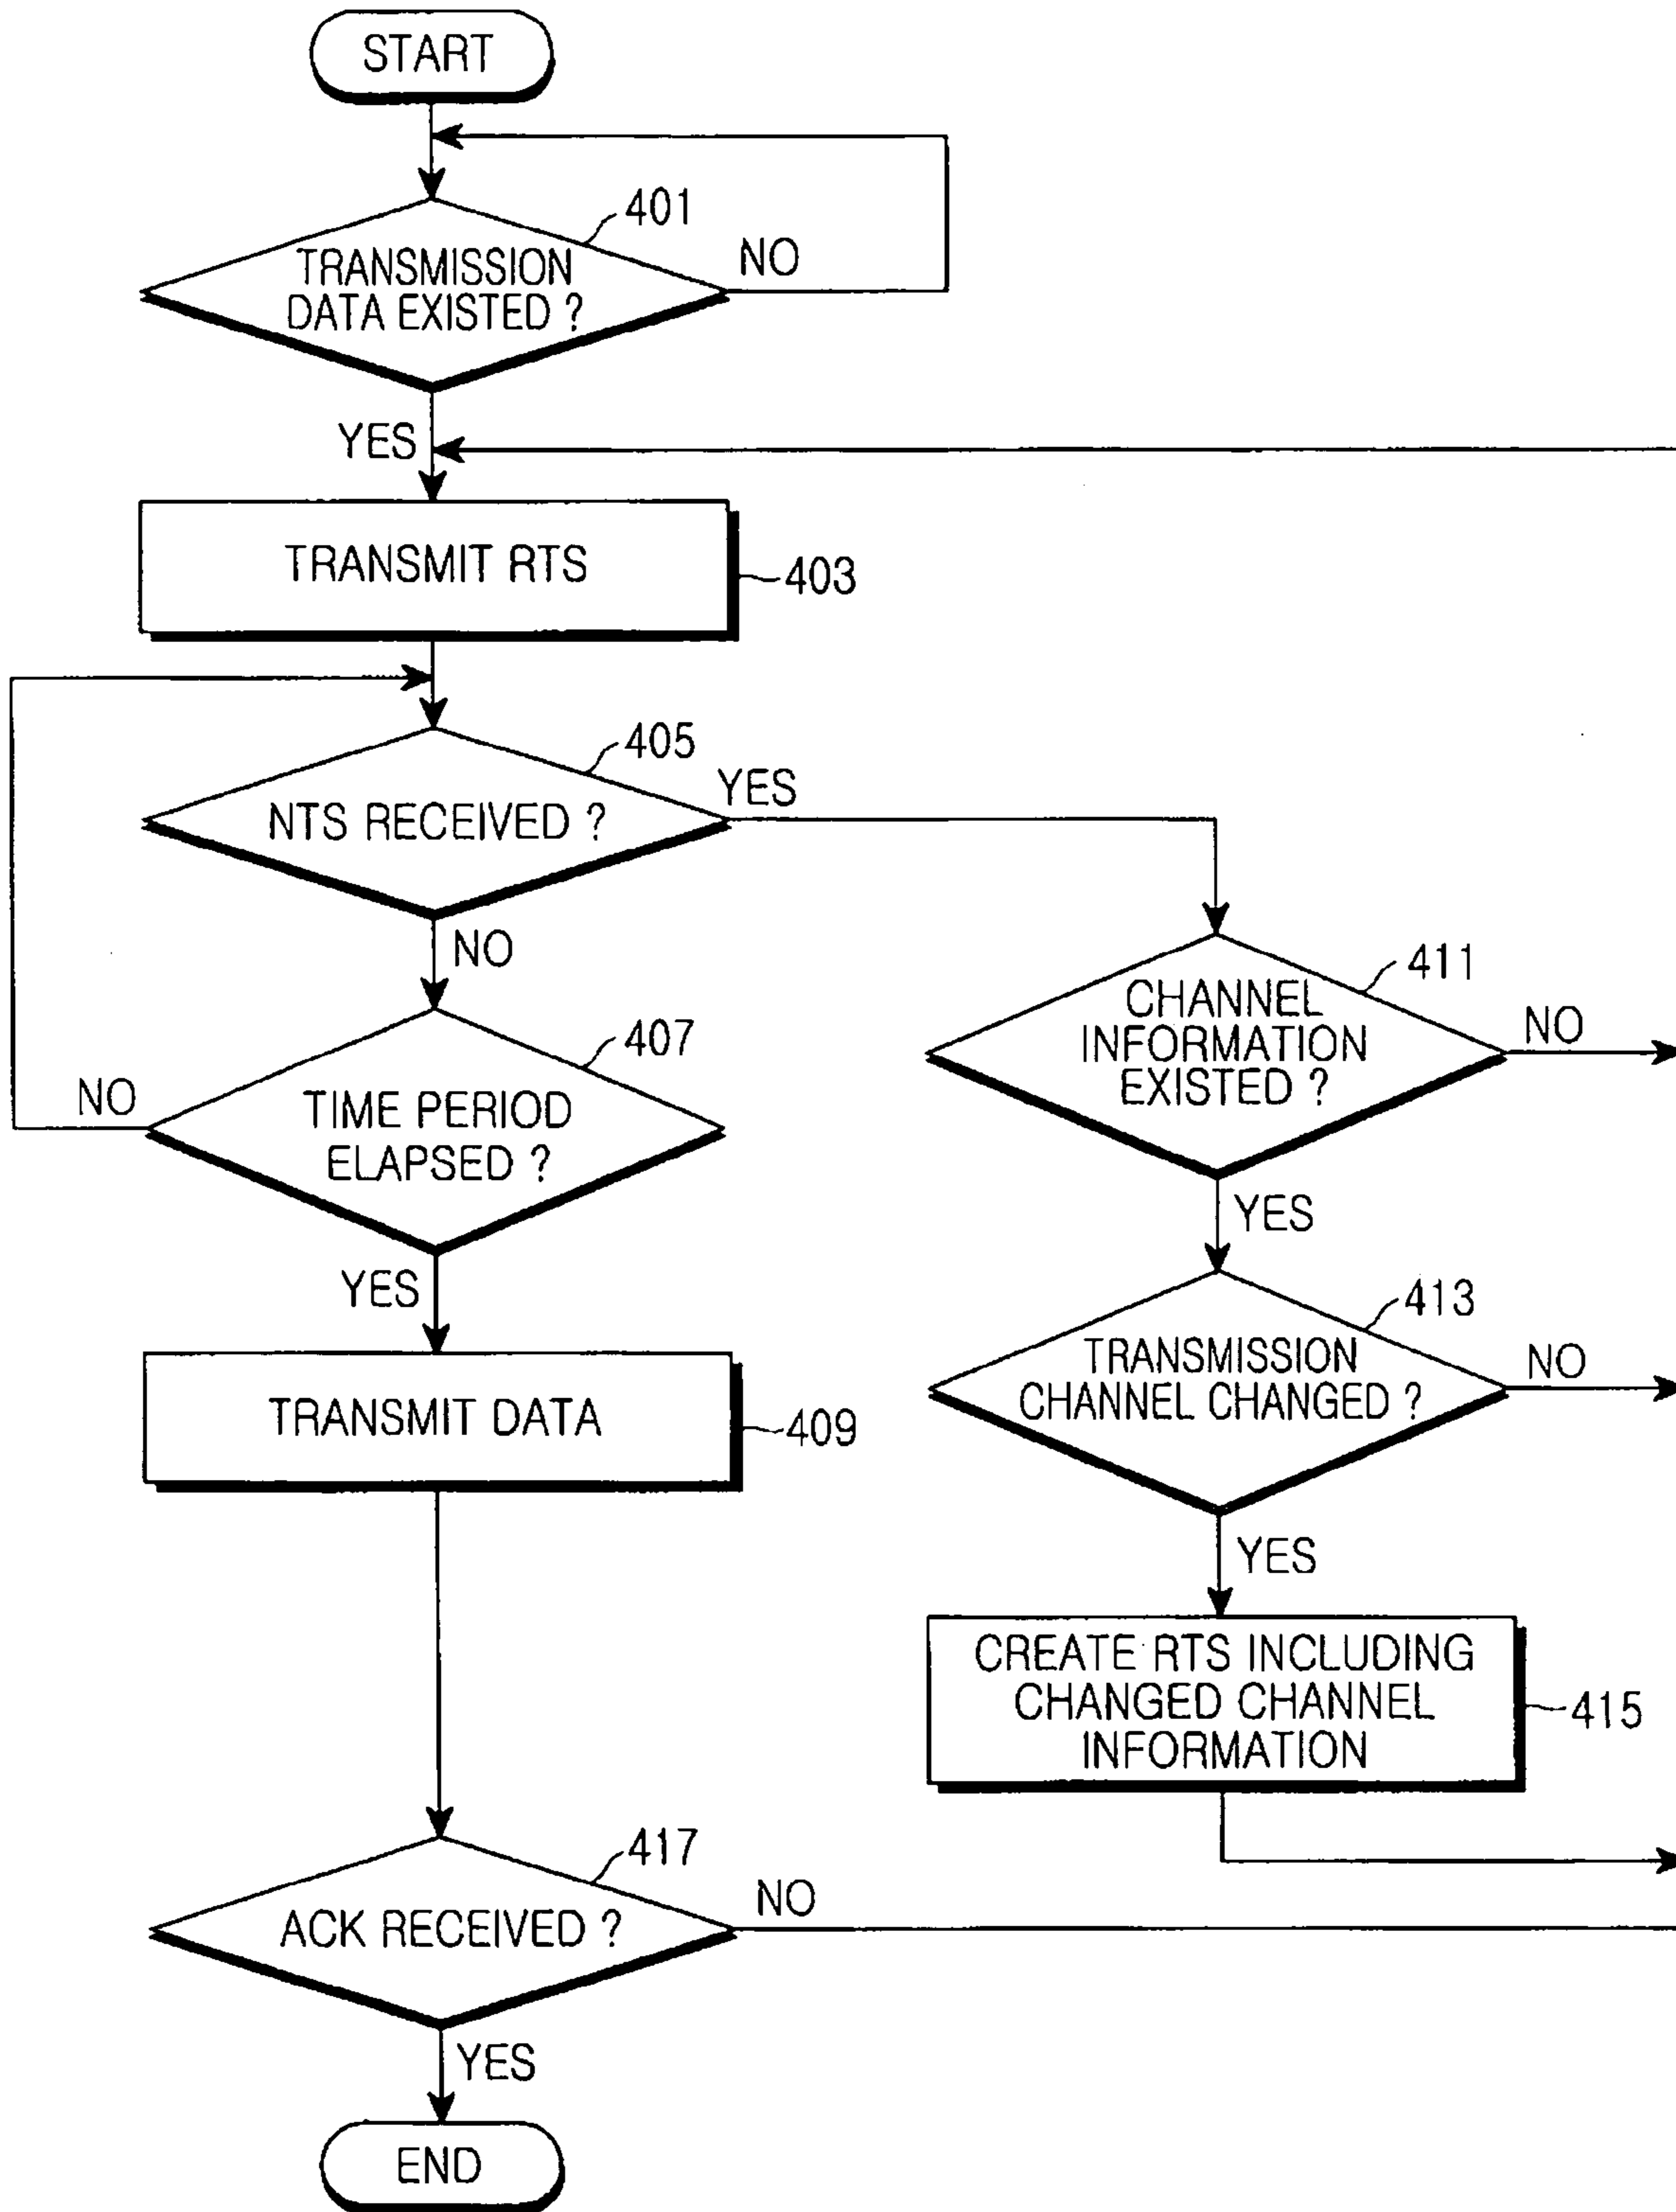 START
401
TRANSMISSION
DATA EXISTED ?
NO
YES
TRANSMIT RTS
403
405
NTS RECEIVED ?
YES
NO
407
TIME PERIOD
ELAPSED ?
NO
YES
411
CHANNEL
INFORMATION
EXISTED ?
NO
YES
413
TRANSMISSION
CHANNEL CHANGED ?
NO
YES
TRANSMIT DATA
409
CREATE RTS INCLUDING
CHANGED CHANNEL
INFORMATION
415
417
ACK RECEIVED ?
NO
YES
END